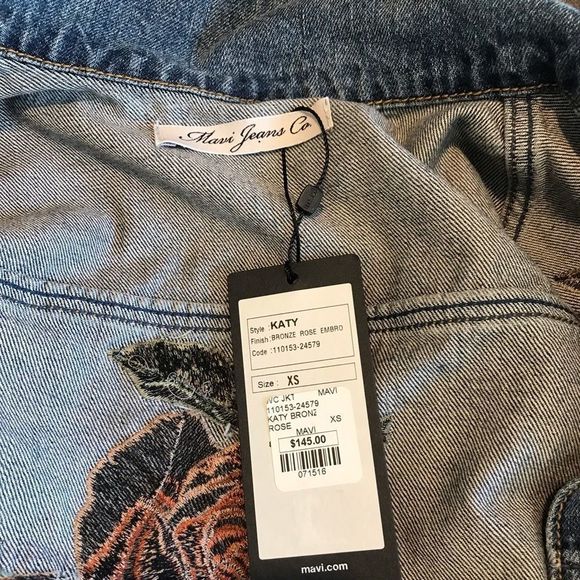 Mavi Jeans Co.
Style : KATY
Finish: BRONZE ROSE EMBRO
Code : 110153-24579
Size : XS
WC JKT MAVI
110153-24579
KATY BRONZ XS
ROSE
MAVI
$145.00
071516
mavi.com